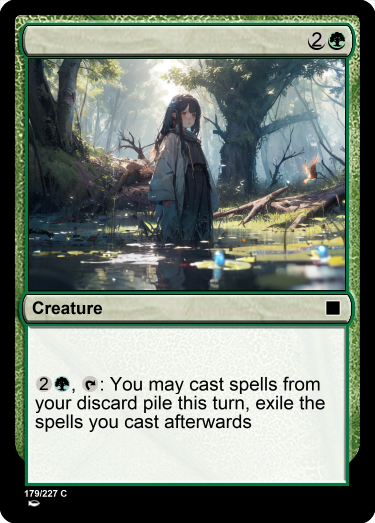 2
Creature
2, : You may cast spells from
your discard pile this turn, exile the
spells you cast afterwards
179/227 C